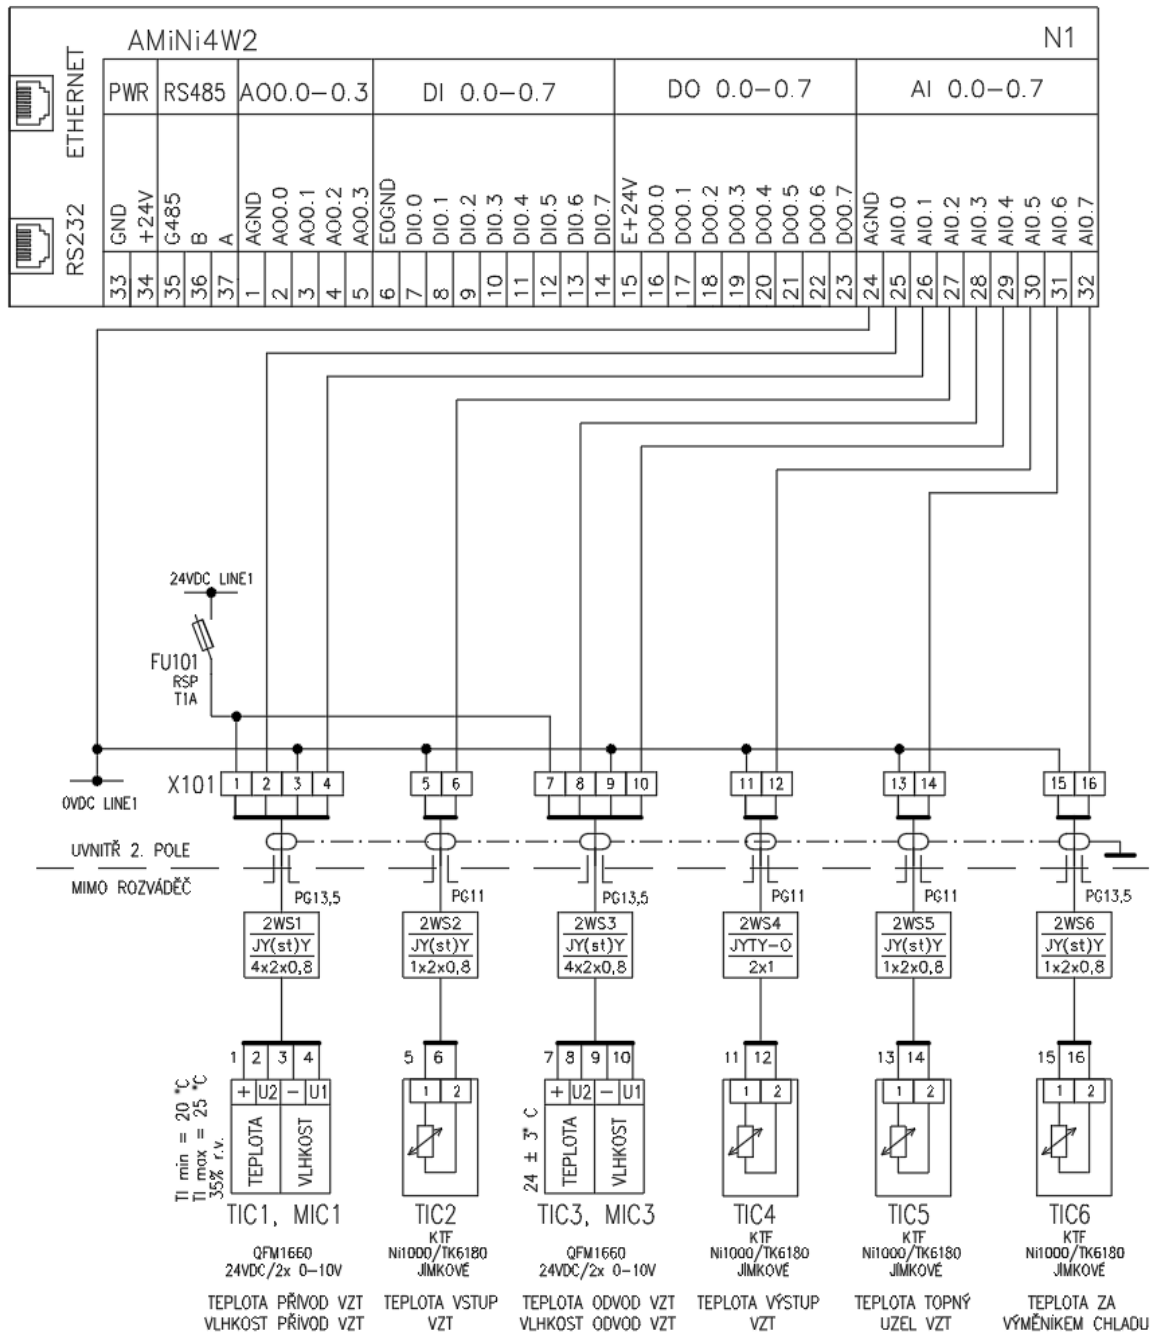 AMiNi4W2
N1
ETHERNET
RS232
PWR RS485 AO0.0-0.3 DI 0.0-0.7 DO 0.0-0.7 AI 0.0-0.7
GND +24V G485 B A AGND AO0.0 AO0.1 AO0.2 AO0.3 EOGND DI0.0 DI0.1 DI0.2 DI0.3 DI0.4 DI0.5 DI0.6 DI0.7 E+24V DO0.0 DO0.1 DO0.2 DO0.3 DO0.4 DO0.5 DO0.6 DO0.7 AGND AI0.0 AI0.1 AI0.2 AI0.3 AI0.4 AI0.5 AI0.6 AI0.7
33 34 35 36 37 1 2 3 4 5 6 7 8 9 10 11 12 13 14 15 16 17 18 19 20 21 22 23 24 25 26 27 28 29 30 31 32
24VDC LINE1
FU101
RSP
T1A
X101 1 2 3 4 5 6 7 8 9 10 11 12 13 14 15 16
0VDC LINE1
UVNITŘ 2. POLE
MIMO ROZVÁDĚČ
PG13,5 PG11 PG13,5 PG11 PG11 PG13,5
2WS1 2WS2 2WS3 2WS4 2WS5 2WS6
JY(st)Y JY(st)Y JY(st)Y JYTY-O JY(st)Y JY(st)Y
4x2x0,8 1x2x0,8 4x2x0,8 2x1 1x2x0,8 1x2x0,8
1 2 3 4 5 6 7 8 9 10 11 12 13 14 15 16
+ U2 - U1 1 2 + U2 - U1 1 2 1 2 1 2
TI min = 20 °C
TI max = 25 °C
35% r.v.
TEPLOTA
VLHKOST
24 ± 3° C
TEPLOTA
VLHKOST
TIC1, MIC1
QFM1660
24VDC/2x 0-10V
TEPLOTA PŘÍVOD VZT
VLHKOST PŘÍVOD VZT
TIC2
KTF
Ni1000/TK6180
JÍMKOVÉ
TEPLOTA VSTUP
VZT
TIC3, MIC3
QFM1660
24VDC/2x 0-10V
TEPLOTA ODVOD VZT
VLHKOST ODVOD VZT
TIC4
KTF
Ni1000/TK6180
JÍMKOVÉ
TEPLOTA VÝSTUP
VZT
TIC5
KTF
Ni1000/TK6180
JÍMKOVÉ
TEPLOTA TOPNÝ
UZEL VZT
TIC6
KTF
Ni1000/TK6180
JÍMKOVÉ
TEPLOTA ZA
VÝMĚNÍKEM CHLADU